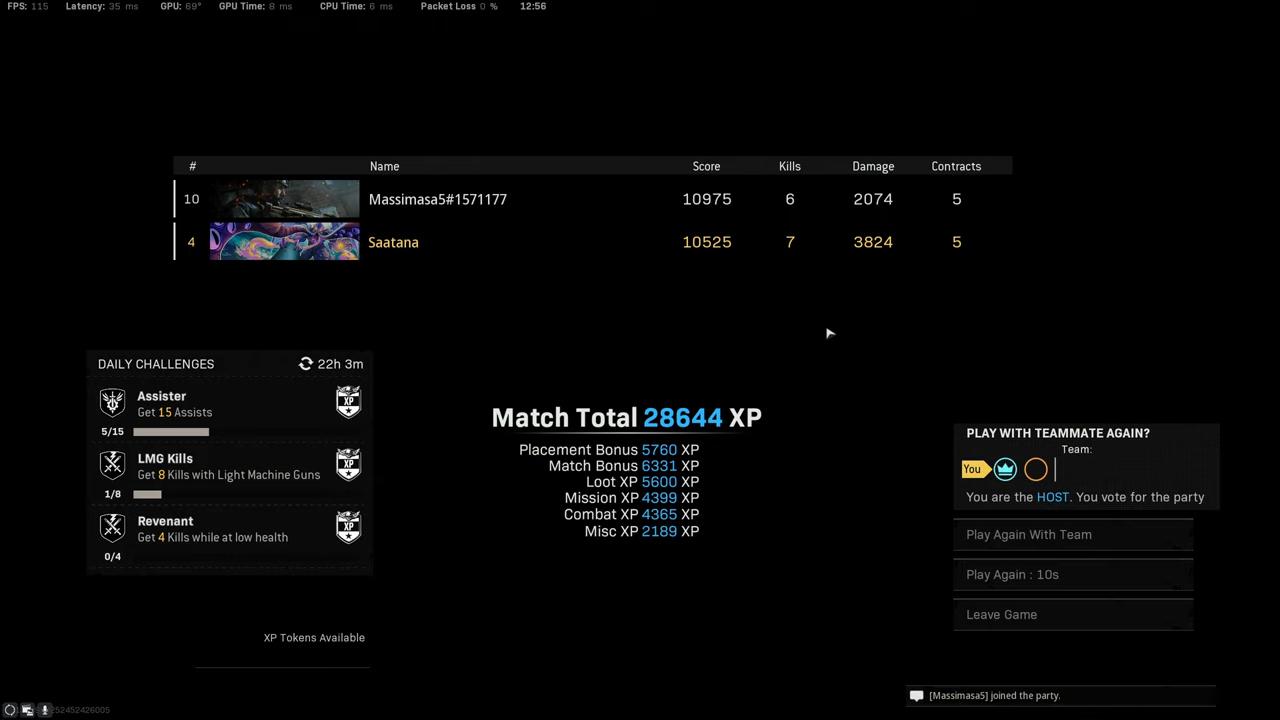 FPS: 115 Latency: 35 ms GPU: 69° GPU Time: 8 ms CPU Time: 6 ms Packet Loss 0 % 12:56
# Name Score Kills Damage Contracts
10 Massimasa5#1571177 10975 6 2074 5
4 Saatana 10525 7 3824 5
DAILY CHALLENGES 22h 3m
Assister
Get 15 Assists
XP
5/15
LMG Kills
Get 8 Kills with Light Machine Guns
XP
1/8
Revenant
Get 4 Kills while at low health
XP
0/4
XP Tokens Available
Match Total 28644 XP
Placement Bonus 5760 XP
Match Bonus 6331 XP
Loot XP 5600 XP
Mission XP 4399 XP
Combat XP 4365 XP
Misc XP 2189 XP
PLAY WITH TEAMMATE AGAIN?
Team:
You
You are the HOST. You vote for the party
Play Again With Team
Play Again : 10s
Leave Game
[Massimasa5] joined the party.